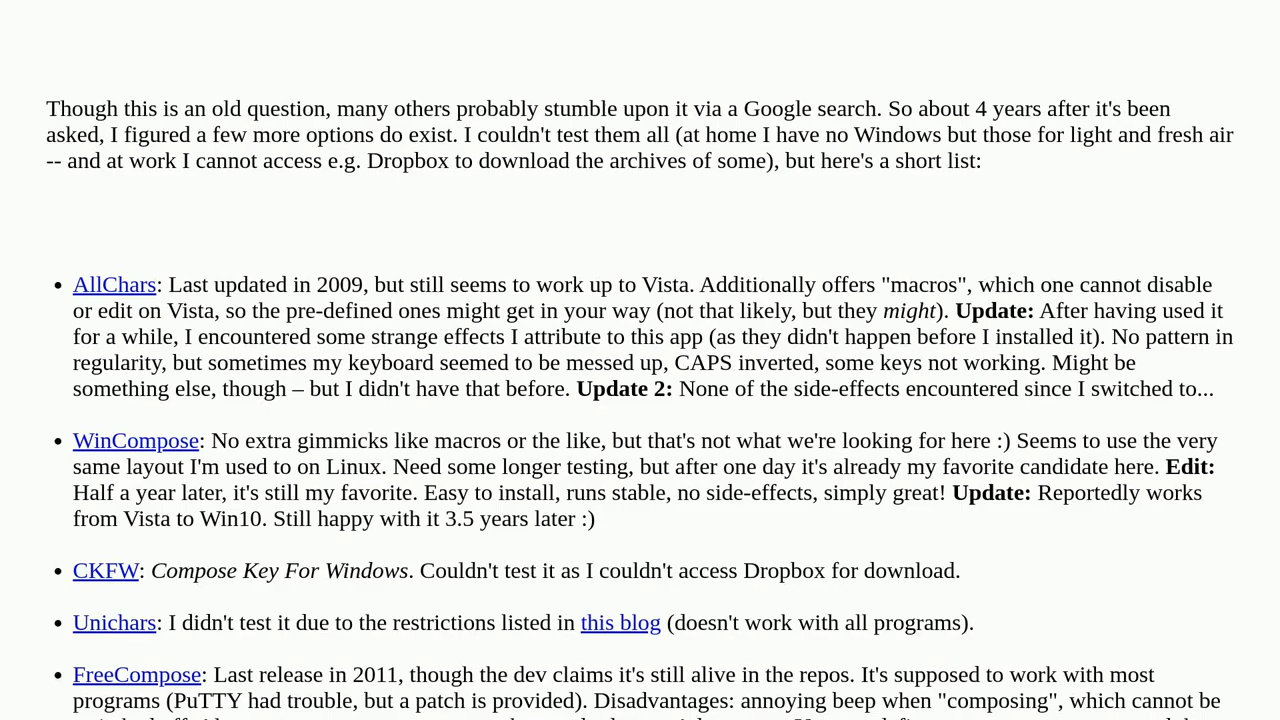 Though this is an old question, many others probably stumble upon it via a Google search. So about 4 years after it's been
asked, I figured a few more options do exist. I couldn't test them all (at home I have no Windows but those for light and fresh air
-- and at work I cannot access e.g. Dropbox to download the archives of some), but here's a short list:
• AllChars: Last updated in 2009, but still seems to work up to Vista. Additionally offers "macros", which one cannot disable
or edit on Vista, so the pre-defined ones might get in your way (not that likely, but they might). Update: After having used it
for a while, I encountered some strange effects I attribute to this app (as they didn't happen before I installed it). No pattern in
regularity, but sometimes my keyboard seemed to be messed up, CAPS inverted, some keys not working. Might be
something else, though – but I didn't have that before. Update 2: None of the side-effects encountered since I switched to...
• WinCompose: No extra gimmicks like macros or the like, but that's not what we're looking for here :) Seems to use the very
same layout I'm used to on Linux. Need some longer testing, but after one day it's already my favorite candidate here. Edit:
Half a year later, it's still my favorite. Easy to install, runs stable, no side-effects, simply great! Update: Reportedly works
from Vista to Win10. Still happy with it 3.5 years later :)
• CKFW: Compose Key For Windows. Couldn't test it as I couldn't access Dropbox for download.
• Unichars: I didn't test it due to the restrictions listed in this blog (doesn't work with all programs).
• FreeCompose: Last release in 2011, though the dev claims it's still alive in the repos. It's supposed to work with most
programs (PuTTY had trouble, but a patch is provided). Disadvantages: annoying beep when "composing", which cannot be